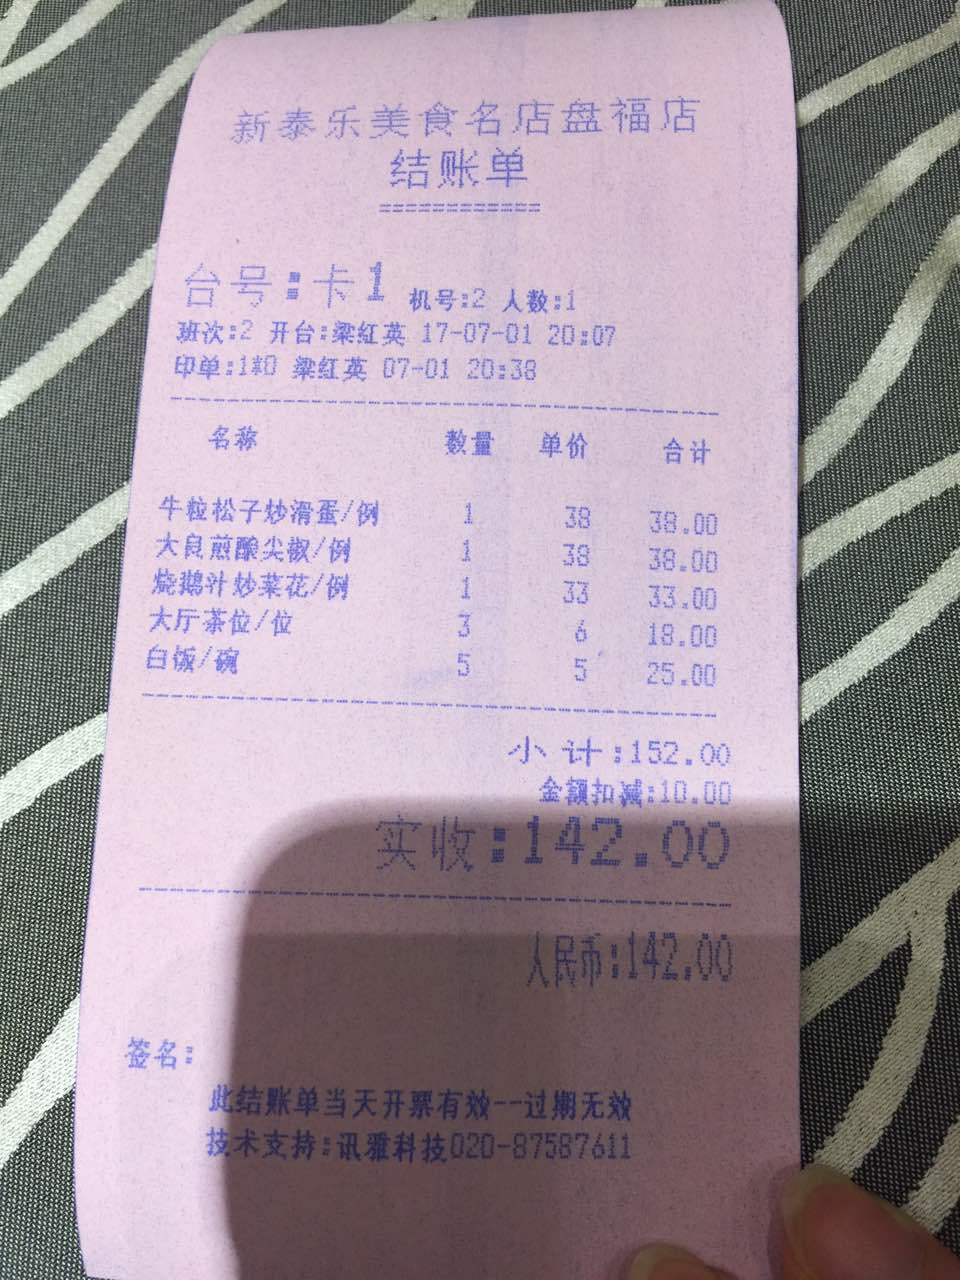 新泰乐美食名店盘福店
结账单
====================
台号:卡1 机号:2 人数:1
班次:2 开台:梁红英 17-07-01 20:07
印单:1#0 梁红英 07-01 20:38
名称 数量 单价 合计
牛粒松子炒滑蛋/例 1 38 38.00
大良煎酿尖椒/例 1 38 38.00
烧鹅汁炒菜花/例 1 33 33.00
大厅茶位/位 3 6 18.00
白饭/碗 5 5 25.00
小计:152.00
金额扣减:10.00
实收:142.00
人民币:142.00
签名:
此结账单当天开票有效--过期无效
技术支持:讯雅科技020-87587611